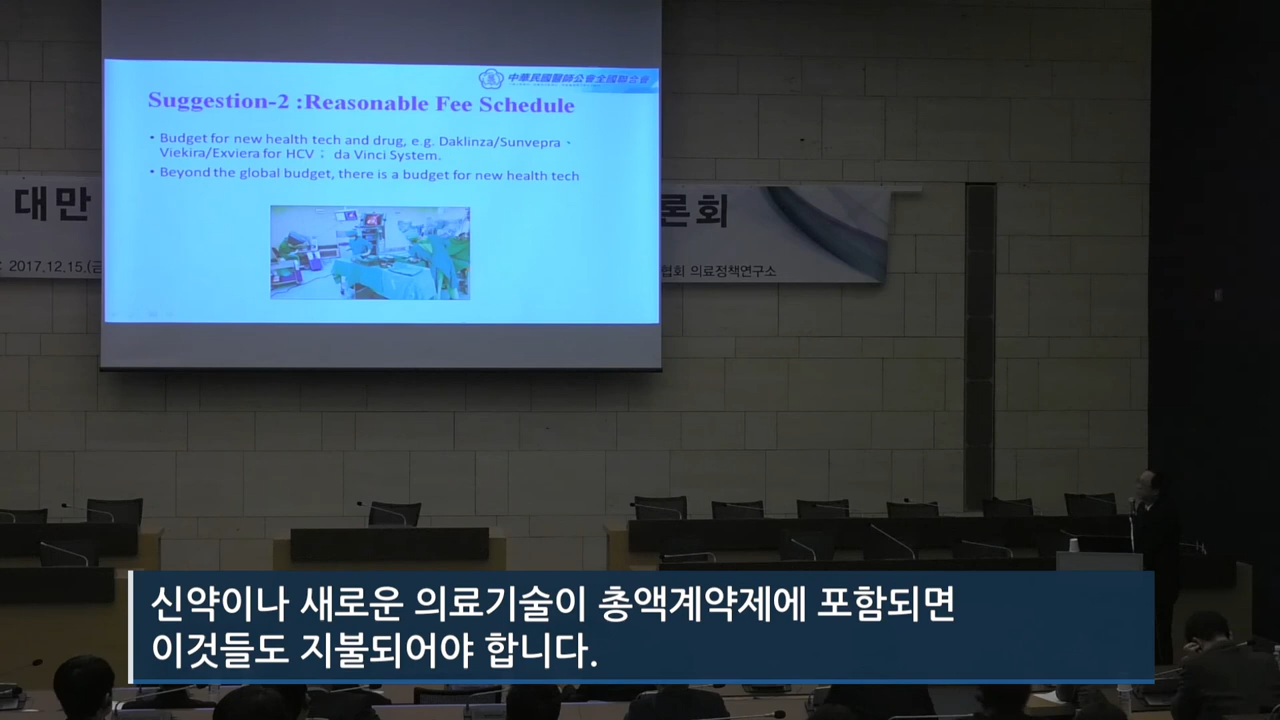 中華民國醫師公會全國聯合會
Suggestion-2 :Reasonable Fee Schedule
• Budget for new health tech and drug, e.g. Daklinza/Sunvepra、
Viekira/Exviera for HCV； da Vinci System.
• Beyond the global budget, there is a budget for new health tech
대만
론회
2017.12.15.(금
협회 의료정책연구소
신약이나 새로운 의료기술이 총액계약제에 포함되면
이것들도 지불되어야 합니다.